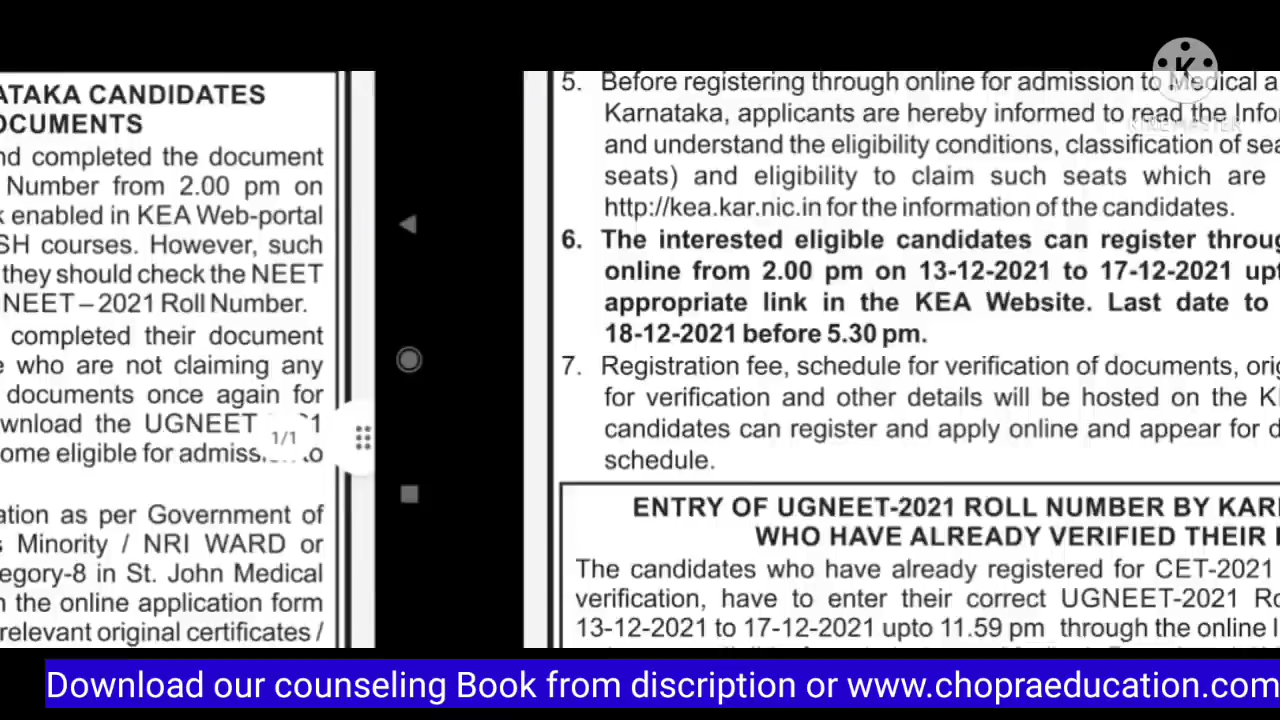 ATAKA CANDIDATES
OCUMENTS
nd completed the document
Number from 2.00 pm on
k enabled in KEA Web-portal
SH courses. However, such
they should check the NEET
NEET – 2021 Roll Number.
completed their document
e who are not claiming any
documents once again for
wnload the UGNEET
ome eligible for admiss to
1/1
ation as per Government of
s Minority / NRI WARD or
egory-8 in St. John Medical
n the online application form
relevant original certificates /
5. Before registering through online for admission to Medical a
Karnataka, applicants are hereby informed to read the Infor
and understand the eligibility conditions, classification of sea
seats) and eligibility to claim such seats which are
http://kea.kar.nic.in for the information of the candidates.
6. The interested eligible candidates can register throug
online from 2.00 pm on 13-12-2021 to 17-12-2021 upt
appropriate link in the KEA Website. Last date to
18-12-2021 before 5.30 pm.
7. Registration fee, schedule for verification of documents, orig
for verification and other details will be hosted on the K
candidates can register and apply online and appear for d
schedule.
ENTRY OF UGNEET-2021 ROLL NUMBER BY KAR
WHO HAVE ALREADY VERIFIED THEIR
The candidates who have already registered for CET-2021
verification, have to enter their correct UGNEET-2021 Ro
13-12-2021 to 17-12-2021 upto 11.59 pm through the online l
K
KINEMASTER
Download our counseling Book from discription or www.chopraeducation.com